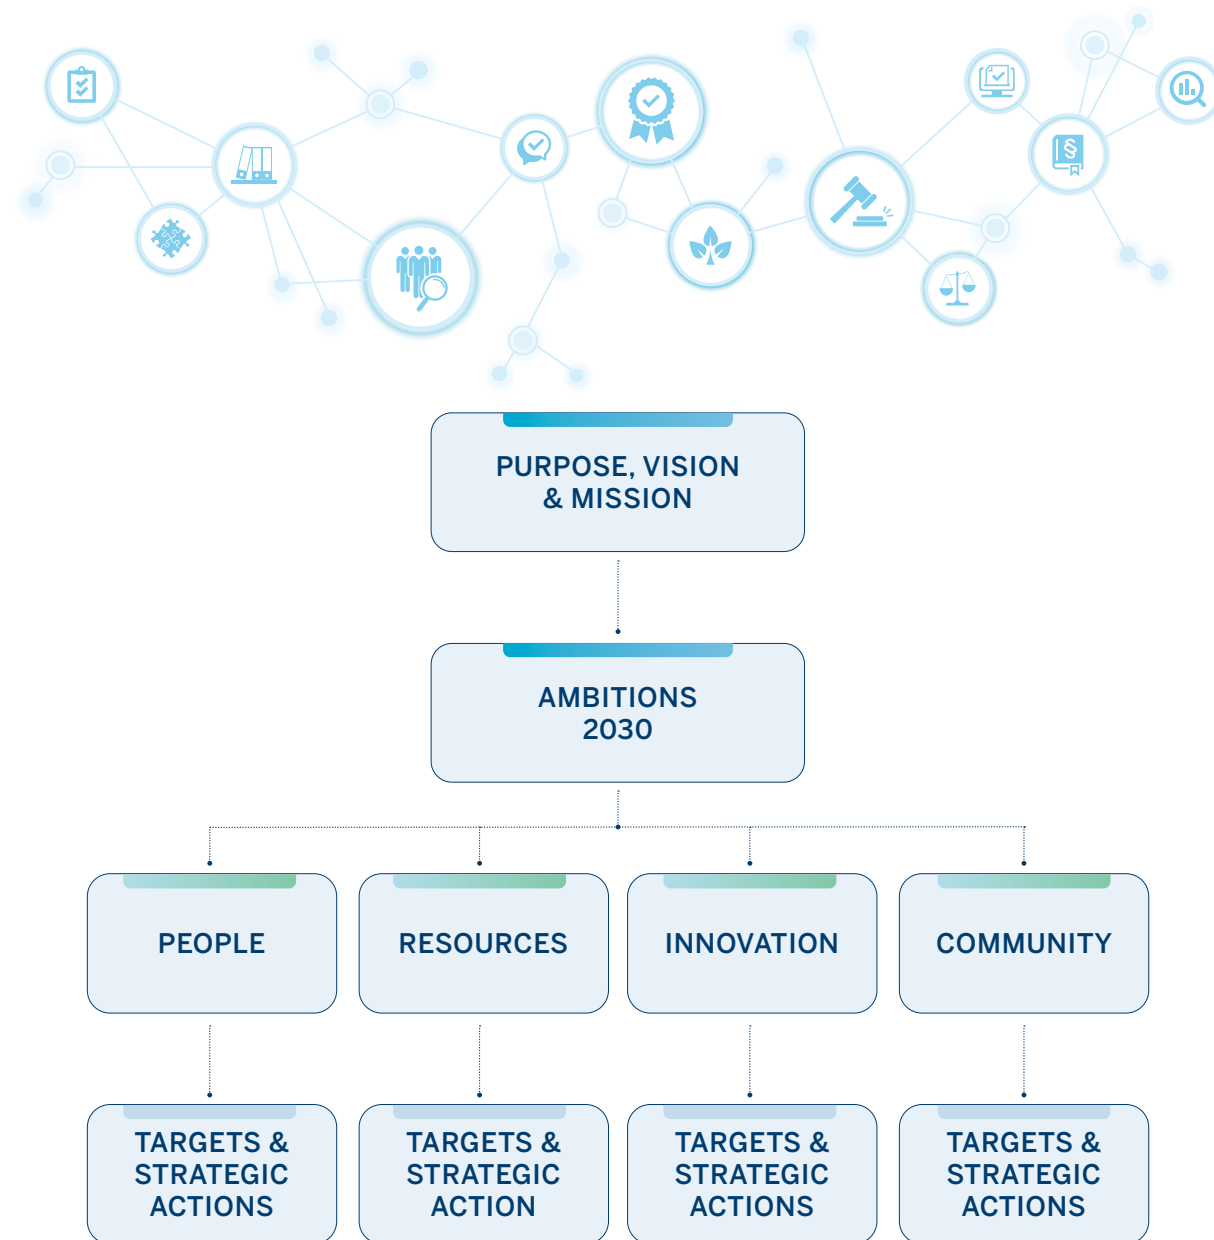 PURPOSE, VISION
& MISSION
AMBITIONS
2030
PEOPLE
RESOURCES
INNOVATION
COMMUNITY
TARGETS &
STRATEGIC
ACTIONS
TARGETS &
STRATEGIC
ACTION
TARGETS &
STRATEGIC
ACTIONS
TARGETS &
STRATEGIC
ACTIONS